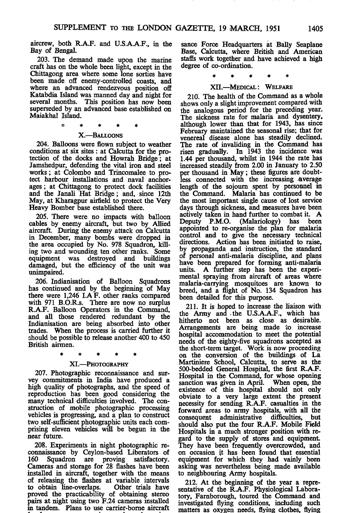 SUPPLEMENT TO THE LONDON GAZETTE, 19 MARCH, 1951 1405
aircrew, both R.A.F. and U.S.A.A.F., in the
Bay of Bengal.
203. The demand made upon the marine
craft has on the whole been light, except in the
Chittagong area where some lone sorties have
been made off enemy-controlled coasts, and
where an advanced rendezvous position off
Katabdia Island was manned day and night for
several months. This position has now been
superseded by an advance base established on
Maiskhal Island.
* * * * *
X.—BALLOONS
204. Balloons were flown subject to weather
conditions at six sites: at Calcutta for the pro-
tection of the docks and Howrah Bridge; at
Jamshedpur, defending the vital iron and steel
works; at Colombo and Trincomalee to pro-
tect harbour installations and naval anchor-
ages; at Chittagong to protect dock facilities
and the Janali Hat Bridge; and, since 12th
May, at Kharagpur airfield to protect the Very
Heavy Bomber base established there.
205. There were no impacts with balloon
cables by enemy aircraft, but two by Allied
aircraft. During the enemy attack on Calcutta
in December, many bombs were dropped in
the area occupied by No. 978 Squadron, kill-
ing two and wounding ten other ranks. Some
equipment was destroyed and buildings
damaged, but the efficiency of the unit was
unimpaired.
206. Indianisation of Balloon Squadrons
has continued and by the beginning of May
there were 1,246 I.A.F. other ranks compared
with 971 B.O.R.s. There are now no surplus
R.A.F. Balloon Operators in the Command,
and all those rendered redundant by the
Indianisation are being absorbed into other
trades. When the process is carried further it
should be possible to release another 400 to 450
British airmen.
* * * * *
XI.—PHOTOGRAPHY
207. Photographic reconnaissance and sur-
vey commitments in India have produced a
high quality of photographs, and the speed of
reproduction has been good considering the
many technical difficulties involved. The con-
struction of mobile photographic processing
vehicles is progressing, and a plan to construct
two self-sufficient photographic units each com-
prising eleven vehicles will be begun in the
near future.
208. Experiments in night photographic re-
connaissance by Ceylon-based Liberators of
160 Squadron are proving satisfactory.
Cameras and storage for 28 flashes have been
installed in aircraft, together with the means
of releasing the flashes at variable intervals
to obtain line-overlaps. Other trials have
proved the practicability of obtaining stereo
pairs at night using two F.24 cameras installed
in tandem. Plans to use carrier-borne aircraft
sance Force Headquarters at Bally Seaplane
Base, Calcutta, where British and American
staffs work together and have achieved a high
degree of co-ordination.
* * * * *
XII.—MEDICAL: WELFARE
210. The health of the Command as a whole
shows only a slight improvement compared with
the analogous period for the preceding year.
The sickness rate for malaria and dysentery,
although lower than that for 1943, has since
February maintained the seasonal rise; that for
venereal disease alone has steadily declined.
The rate of invaliding in the Command has
risen gradually. In 1943 the incidence was
1.44 per thousand, whilst in 1944 the rate has
increased steadily from 2.00 in January to 2.50
per thousand in May; these figures are doubt-
less connected with the increasing average
length of the sojourn spent by personnel in
the Command. Malaria has continued to be
the most important single cause of lost service
days through sickness, and measures have been
actively taken in hand further to combat it. A
Deputy P.M.O. (Malariology) has been
appointed to re-organise the plan for malaria
control and to give the necessary technical
directions. Action has been initiated to raise,
by propaganda and instruction, the standard
of personal anti-malaria discipline, and plans
have been prepared for forming anti-malaria
units. A further step has been the experi-
mental spraying from aircraft of areas where
malaria-carrying mosquitoes are known to
breed, and a flight of No. 134 Squadron has
been detailed for this purpose.
211. It is hoped to increase the liaison with
the Army and the U.S.A.A.F., which has
hitherto not been as close as desirable.
Arrangements are being made to increase
hospital accommodation to meet the potential
needs of the eighty-five squadrons accepted as
the short-term target. Work is now proceeding
on the conversion of the buildings of La
Martiniere School, Calcutta, to serve as the
500-bedded General Hospital, the first R.A.F.
Hospital in the Command, for whose opening
sanction was given in April. When open, the
existence of this hospital should not only
obviate to a very large extent the present
necessity for sending R.A.F. casualties in the
forward areas to army hospitals, with all the
consequent administrative difficulties, but
should also put the four R.A.F. Mobile Field
Hospitals in a much stronger position with re-
gard to the supply of stores and equipment.
They have been frequently overcrowded, and
on occasion it has been found that essential
equipment for which they had vainly been
asking was nevertheless being made available
to neighbouring Army hospitals.
212. At the beginning of the year a repre-
sentative of the R.A.F. Physiological Labora-
tory, Farnborough, toured the Command and
investigated flying conditions, including such
matters as oxygen needs, flying clothes, flying